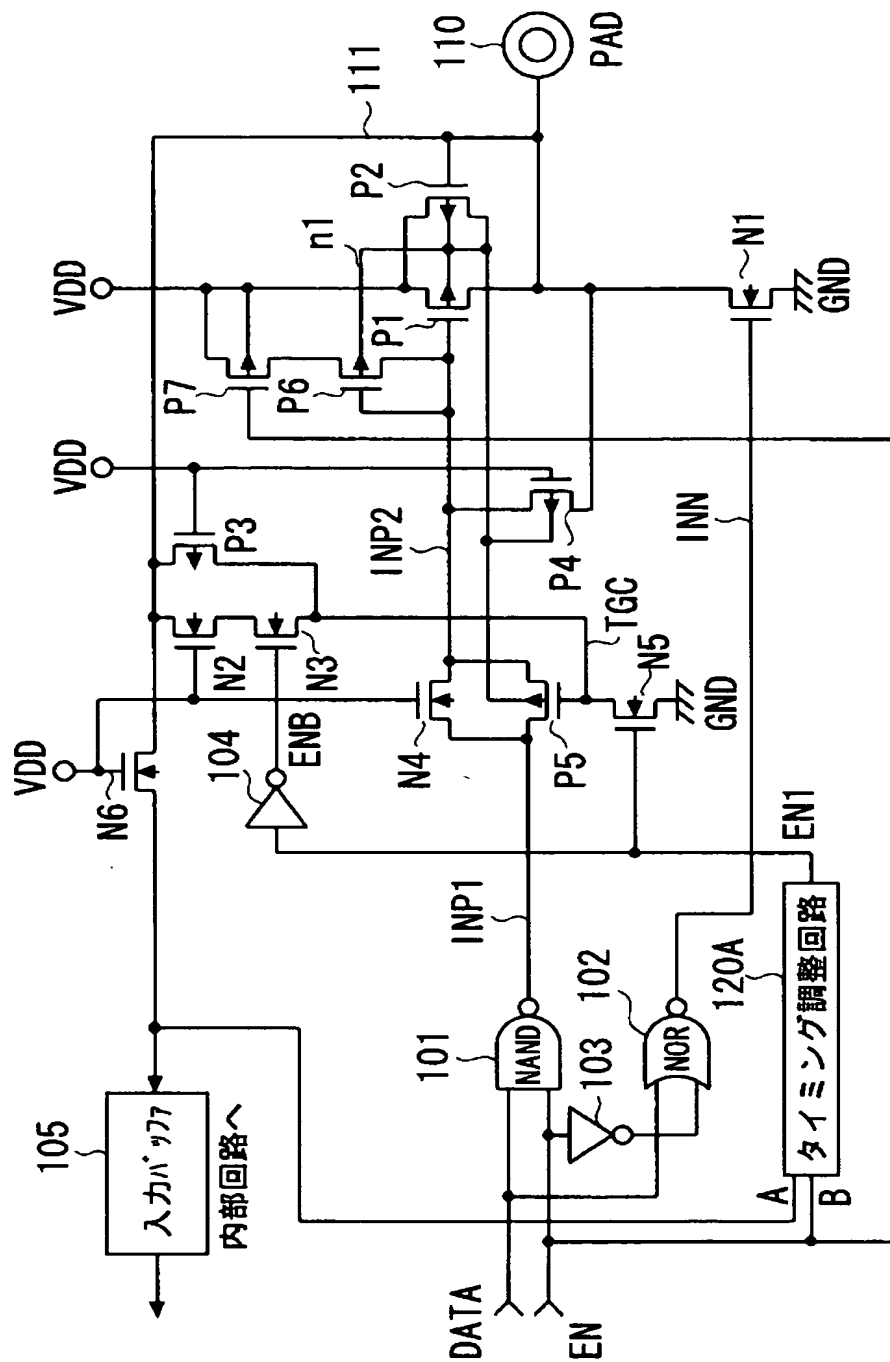 105
入力バッファ
内部回路へ
VDD
N6
104
ENB
N2
N3
P3
VDD
P7
P6
VDD
n1
P1
P2
111
110
PAD
INP2
N4
P5
P4
TGC
N5
GND
INN
N1
GND
INP1
101
NAND
103
102
NOR
DATA
EN
A
B
120A
タイミング調整回路
EN1